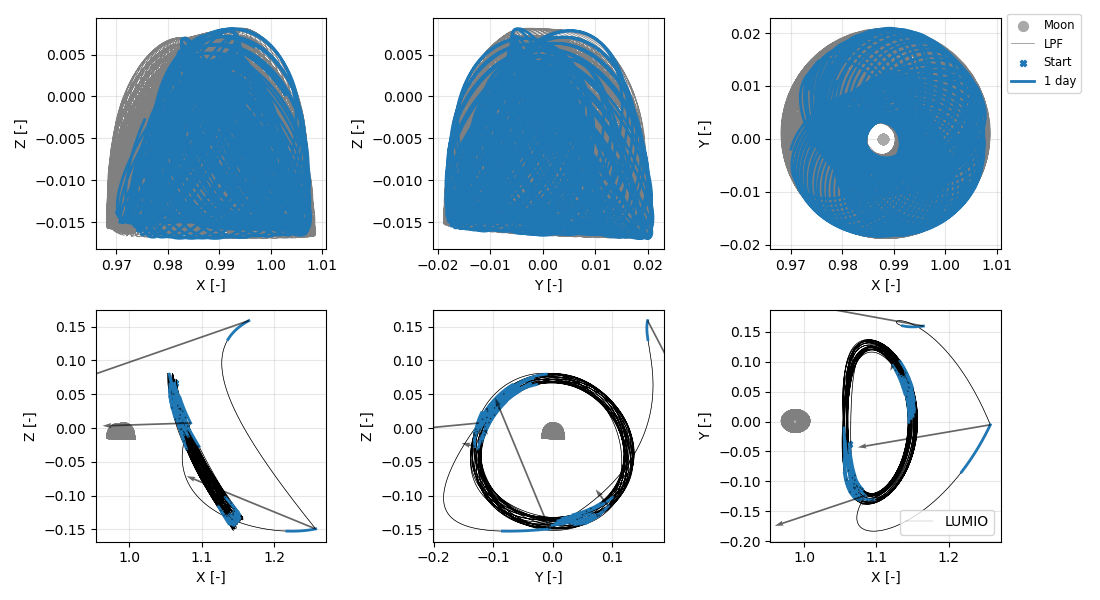 0.005
0.000
−0.005
−0.010
−0.015
Z [-]
0.97 0.98 0.99 1.00 1.01
X [-]
0.005
0.000
−0.005
−0.010
−0.015
Z [-]
−0.02 −0.01 0.00 0.01 0.02
Y [-]
0.02
0.01
0.00
−0.01
−0.02
Y [-]
0.97 0.98 0.99 1.00 1.01
X [-]
Moon
LPF
Start
1 day
0.15
0.10
0.05
0.00
−0.05
−0.10
−0.15
Z [-]
1.0 1.1 1.2
X [-]
0.15
0.10
0.05
0.00
−0.05
−0.10
−0.15
Z [-]
−0.2 −0.1 0.0 0.1
Y [-]
0.15
0.10
0.05
0.00
−0.05
−0.10
−0.15
−0.20
Y [-]
1.0 1.1 1.2
X [-]
LUMIO